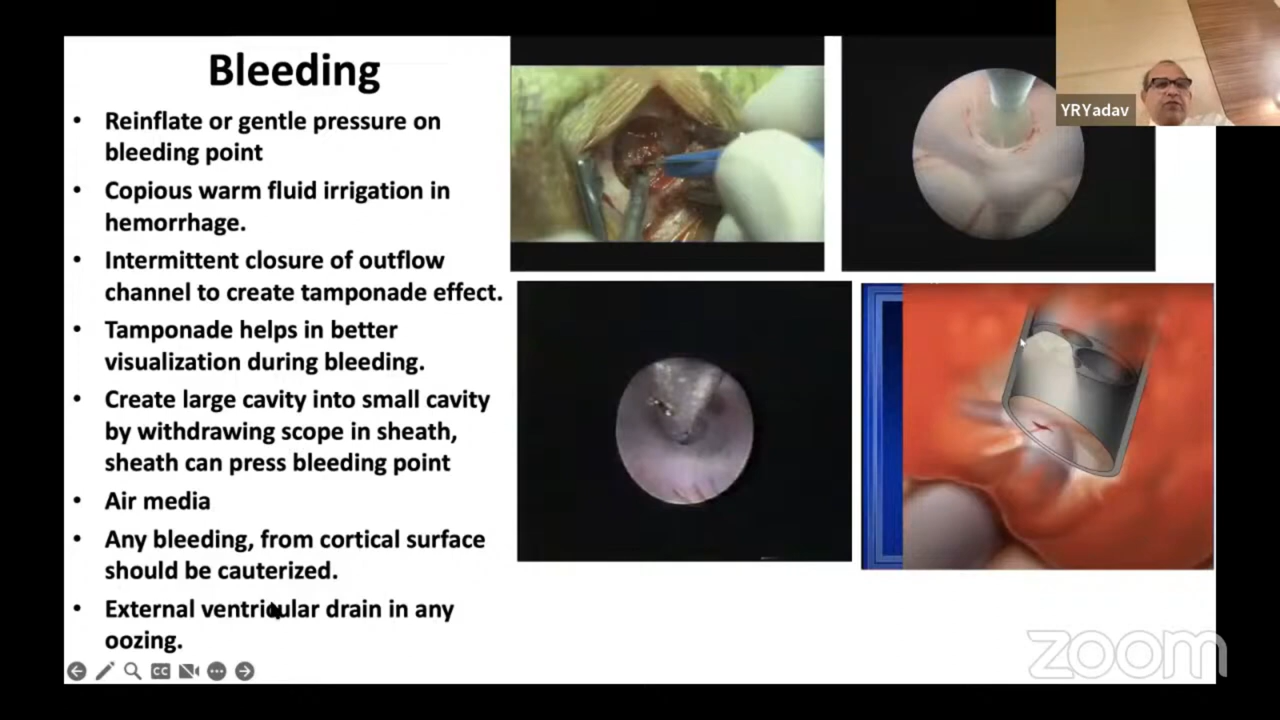 Bleeding
• Reinflate or gentle pressure on
bleeding point
• Copious warm fluid irrigation in
hemorrhage.
• Intermittent closure of outflow
channel to create tamponade effect.
• Tamponade helps in better
visualization during bleeding.
• Create large cavity into small cavity
by withdrawing scope in sheath,
sheath can press bleeding point
• Air media
• Any bleeding, from cortical surface
should be cauterized.
• External ventricular drain in any
oozing.
YRYadav
CC
zoom